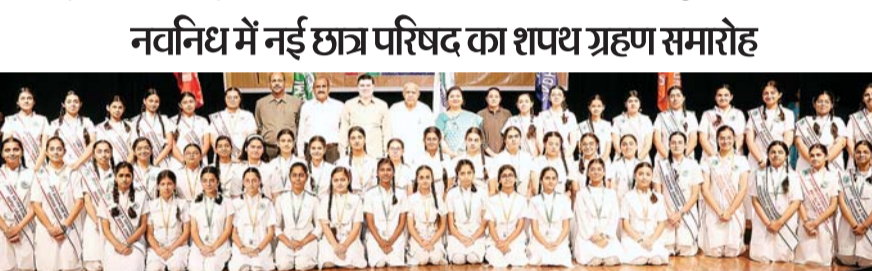 नवनिध में नई छात्र परिषद का शपथ ग्रहण समारोह